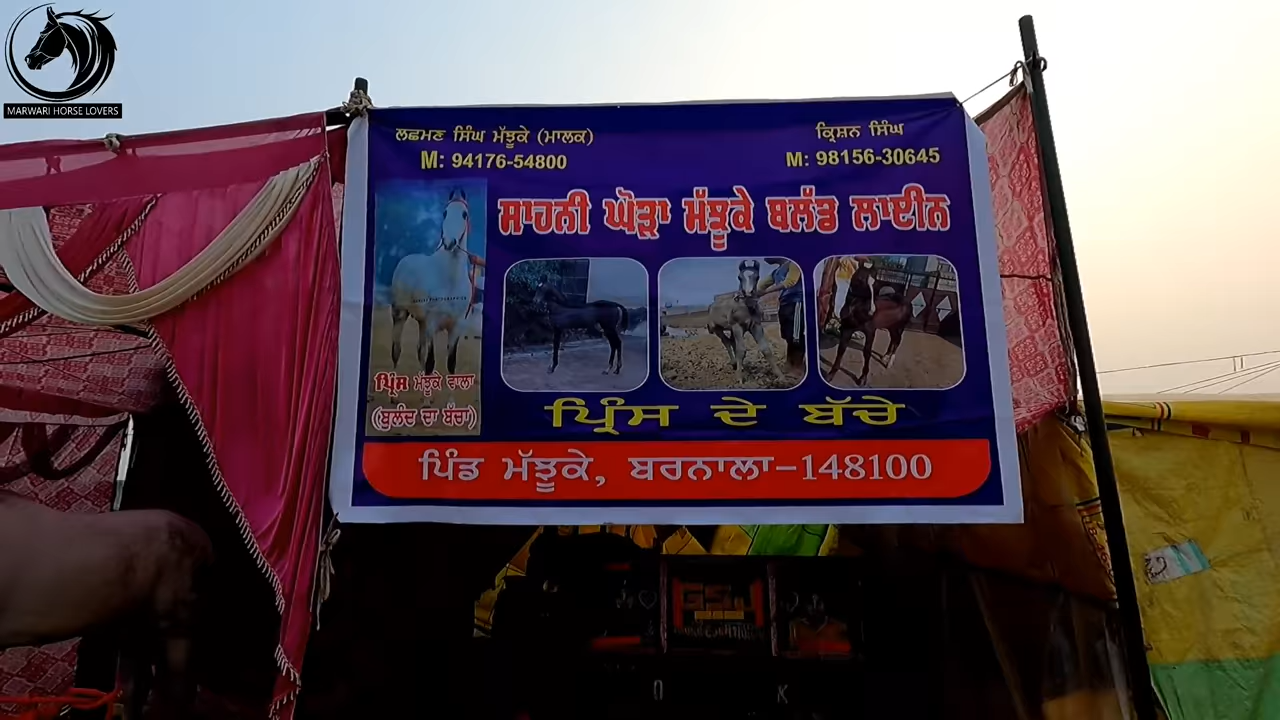 MARWARI HORSE LOVERS
ਲਛਮਣ ਸਿੰਘ ਮੱਝੂਕੇ (ਮਾਲਕ)
M: 94176-54800
ਕ੍ਰਿਸ਼ਨ ਸਿੰਘ
M: 98156-30645
ਸਾਹਨੀ ਘੋੜਾ ਮੱਝੂਕੇ ਬਲੱਡ ਲਾਈਨ
ਪ੍ਰਿੰਸ ਮੱਝੂਕੇ ਵਾਲਾ
(ਬੁਲੰਦ ਦਾ ਬੱਚਾ)
ਪ੍ਰਿੰਸ ਦੇ ਬੱਚੇ
ਪਿੰਡ ਮੱਝੂਕੇ, ਬਰਨਾਲਾ-148100
O K